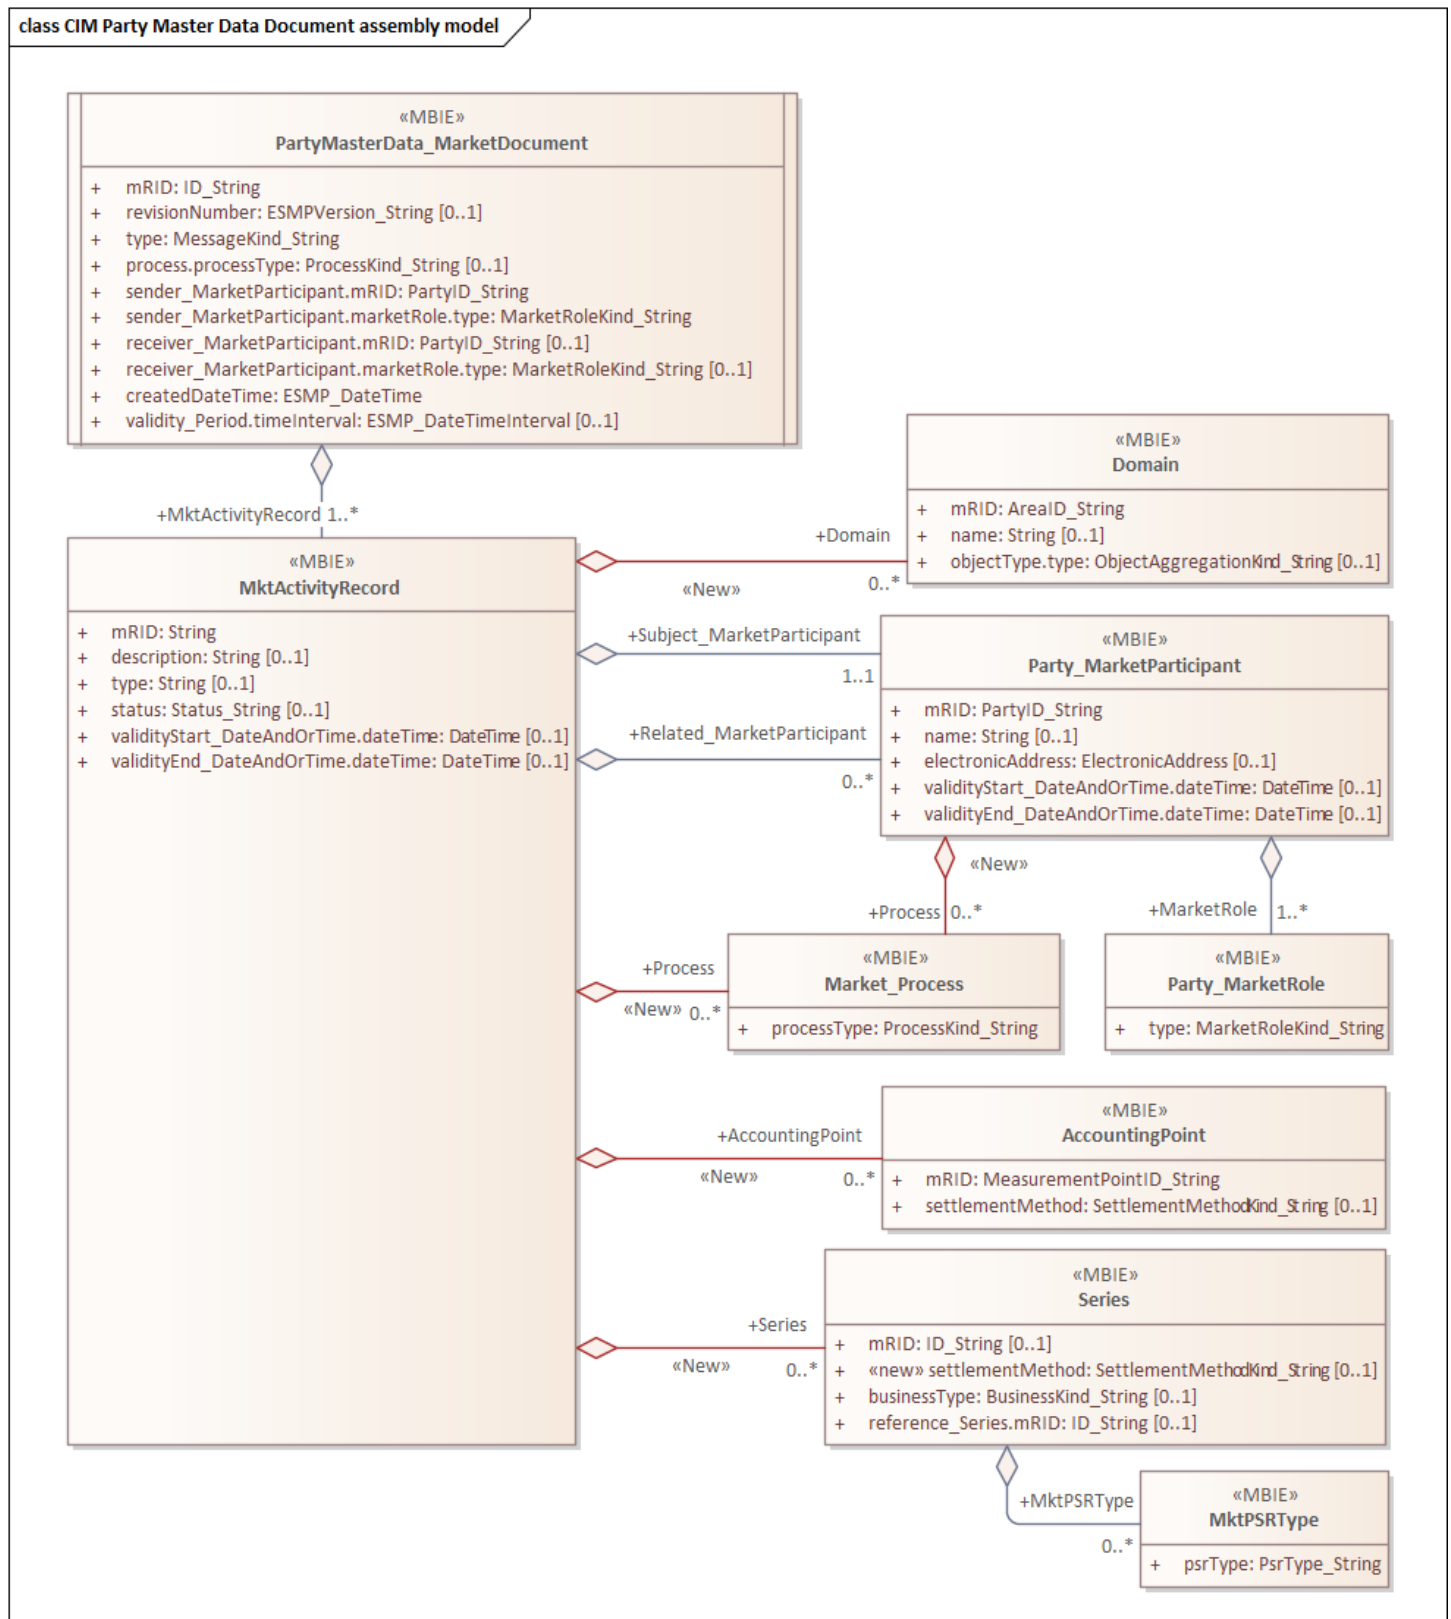 class CIM Party Master Data Document assembly model
«MBIE»
PartyMasterData_MarketDocument
+ mRID: ID_String
+ revisionNumber: ESMPVersion_String [0..1]
+ type: MessageKind_String
+ process.processType: ProcessKind_String [0..1]
+ sender_MarketParticipant.mRID: PartyID_String
+ sender_MarketParticipant.marketRole.type: MarketRoleKind_String
+ receiver_MarketParticipant.mRID: PartyID_String [0..1]
+ receiver_MarketParticipant.marketRole.type: MarketRoleKind_String [0..1]
+ createdDateTime: ESMP_DateTime
+ validity_Period.timeInterval: ESMP_DateTimeInterval [0..1]
+MktActivityRecord 1..*
«MBIE»
MktActivityRecord
+ mRID: String
+ description: String [0..1]
+ type: String [0..1]
+ status: Status_String [0..1]
+ validityStart_DateAndOrTime.dateTime: DateTime [0..1]
+ validityEnd_DateAndOrTime.dateTime: DateTime [0..1]
+Domain
«New» 0..*
«MBIE»
Domain
+ mRID: AreaID_String
+ name: String [0..1]
+ objectType.type: ObjectAggregationKind_String [0..1]
+Subject_MarketParticipant
1..1
+Related_MarketParticipant
0..*
«MBIE»
Party_MarketParticipant
+ mRID: PartyID_String
+ name: String [0..1]
+ electronicAddress: ElectronicAddress [0..1]
+ validityStart_DateAndOrTime.dateTime: DateTime [0..1]
+ validityEnd_DateAndOrTime.dateTime: DateTime [0..1]
«New»
+Process 0..*
+MarketRole 1..*
+Process
«New» 0..*
«MBIE»
Market_Process
+ processType: ProcessKind_String
«MBIE»
Party_MarketRole
+ type: MarketRoleKind_String
+AccountingPoint
«New» 0..*
«MBIE»
AccountingPoint
+ mRID: MeasurementPointID_String
+ settlementMethod: SettlementMethodKind_String [0..1]
+Series
«New» 0..*
«MBIE»
Series
+ mRID: ID_String [0..1]
+ «new» settlementMethod: SettlementMethodKind_String [0..1]
+ businessType: BusinessKind_String [0..1]
+ reference_Series.mRID: ID_String [0..1]
+MktPSRType
0..*
«MBIE»
MktPSRType
+ psrType: PsrType_String